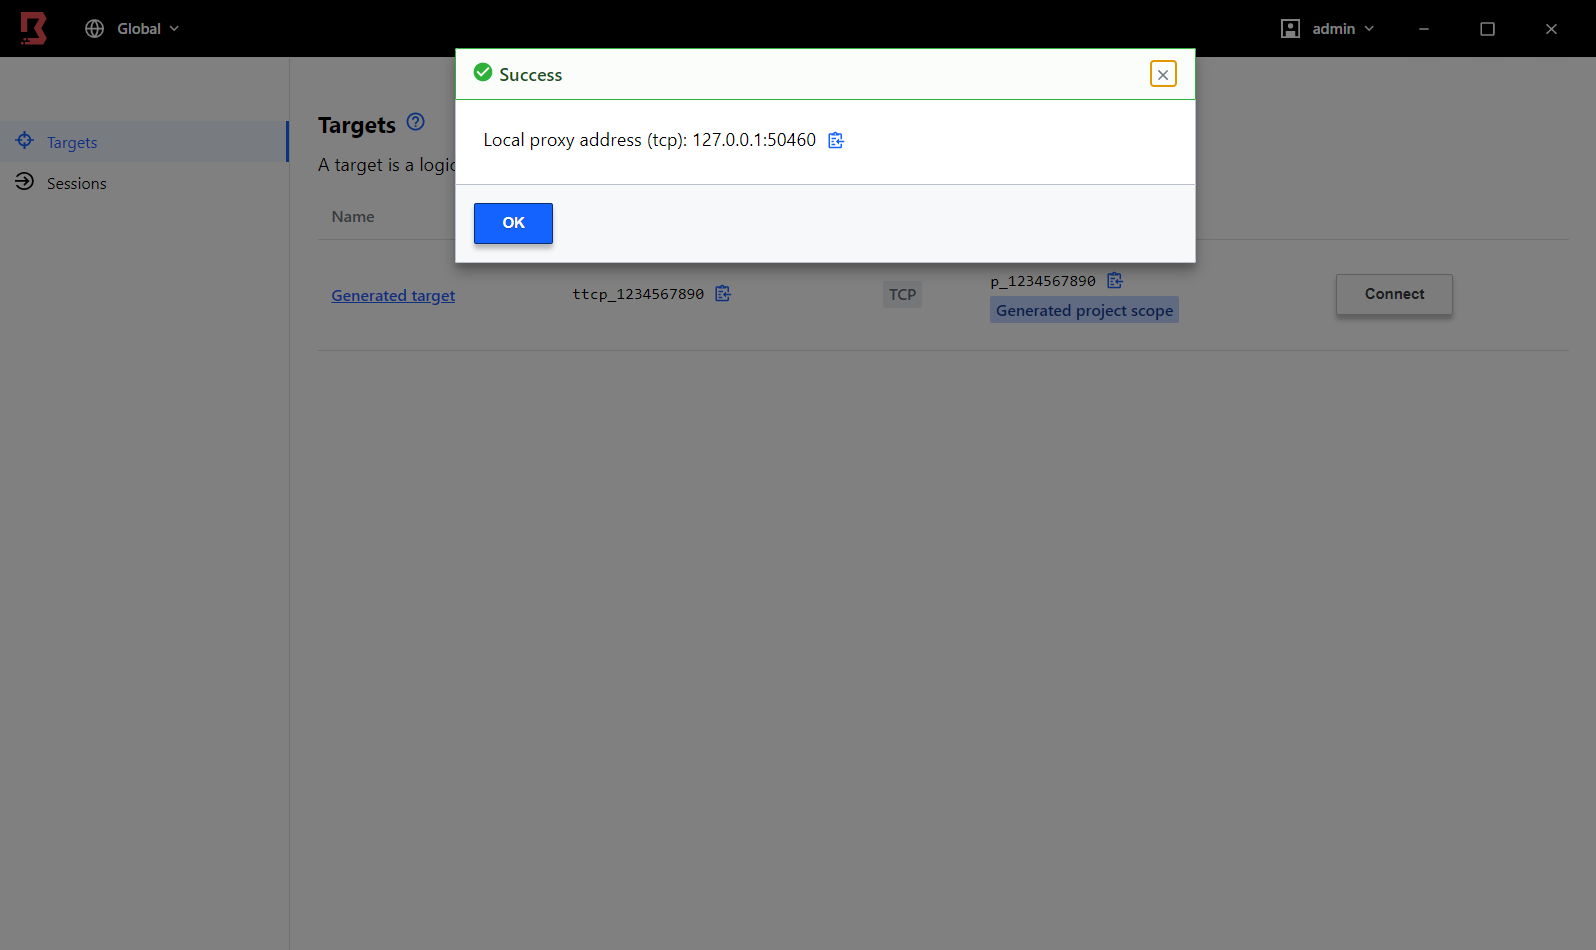 Global
admin
Success
Local proxy address (tcp): 127.0.0.1:50460
OK
Targets
Sessions
Targets
A target is a logic
Name
Generated target
ttcp_1234567890
TCP
p_1234567890
Generated project scope
Connect